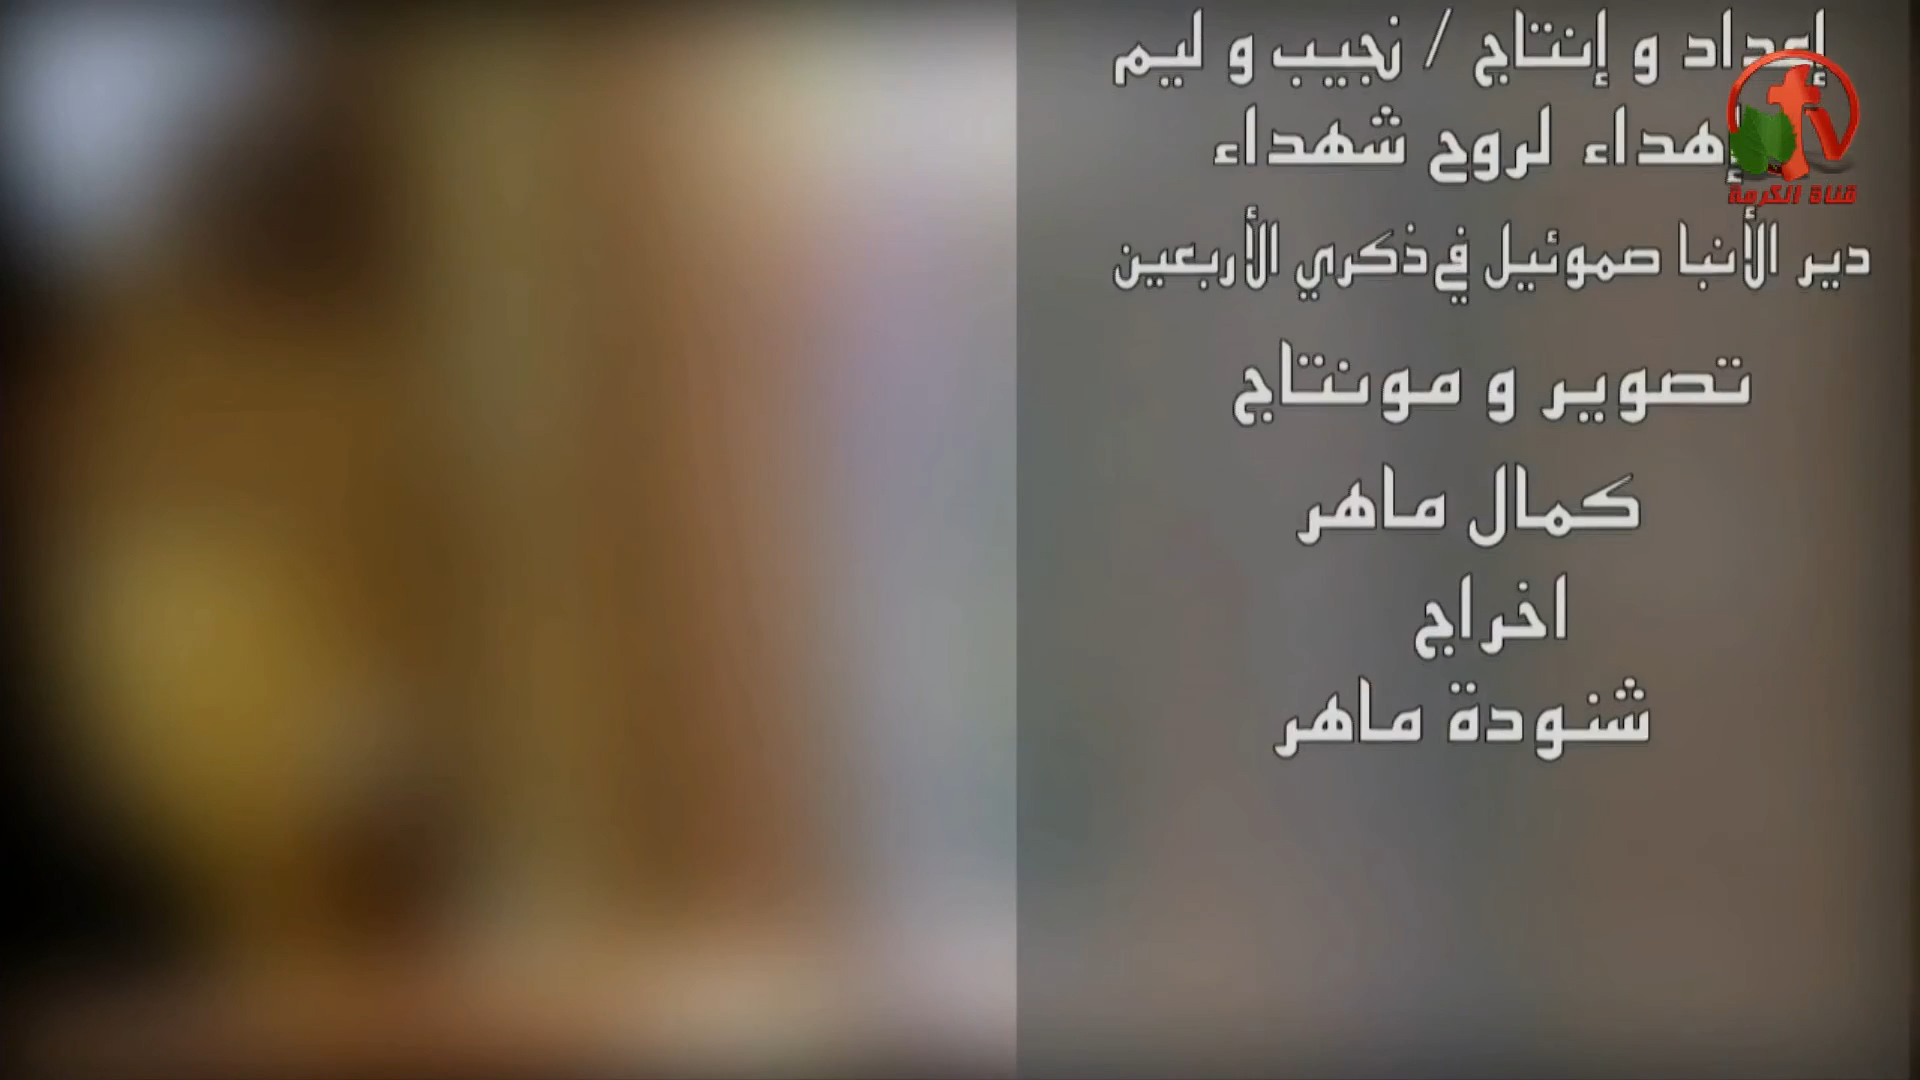 إعداد و إنتاج / نجيب و ليم
إهداء لروح شهداء
دير الأنبا صموئيل في ذكري الأربعين
تصوير و مونتاج
كمال ماهر
اخراج
شنودة ماهر
tv
قناة الكرمة